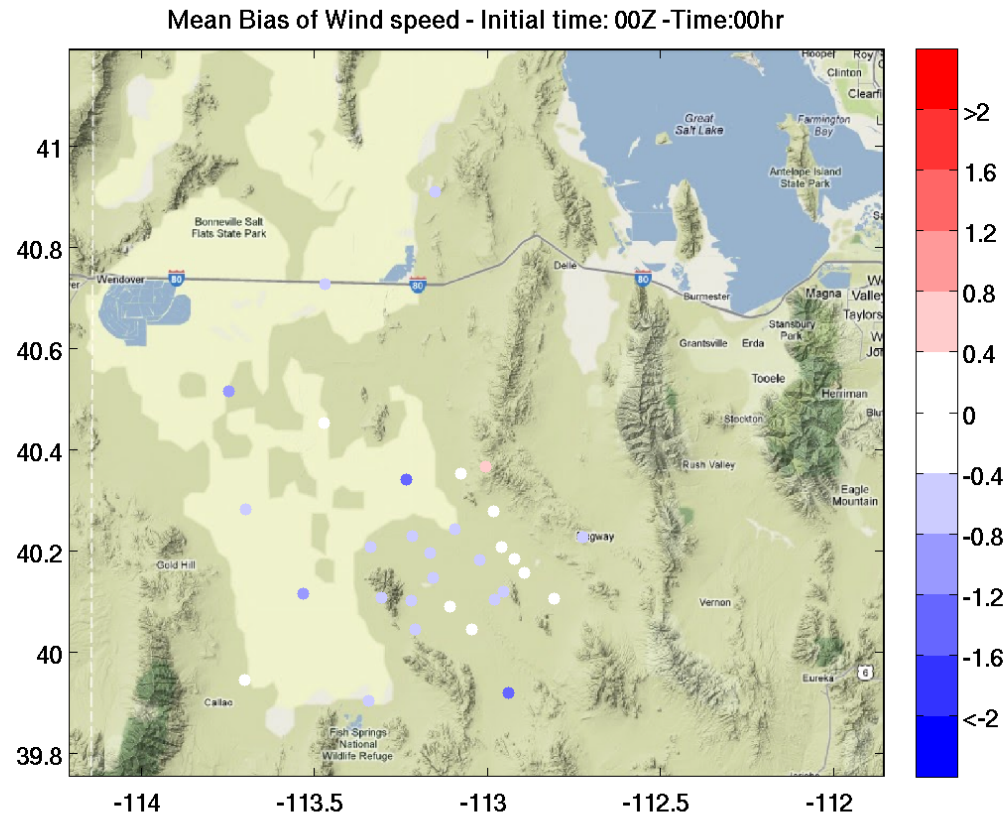 Mean Bias of Wind speed - Initial time: 00Z -Time:00hr
Hooper
Roy
Clinton
Clearfi
Great
Salt Lake
Farmington
Bay
Antelope Island
State Park
Bonneville Salt
Flats State Park
Wendover
80
80
80
Delle
Burmester
Magna
Valley
Taylors
Stansbury
Park
Grantsville
Erda
Tooele
Herriman
Stockton
Rush Valley
Eagle
Mountain
Gold Hill
Vernon
Callao
Eureka
6
Fish Springs
National
Wildlife Refuge
41
40.8
40.6
40.4
40.2
40
39.8
-114
-113.5
-113
-112.5
-112
>2
1.6
1.2
0.8
0.4
0
-0.4
-0.8
-1.2
-1.6
<-2